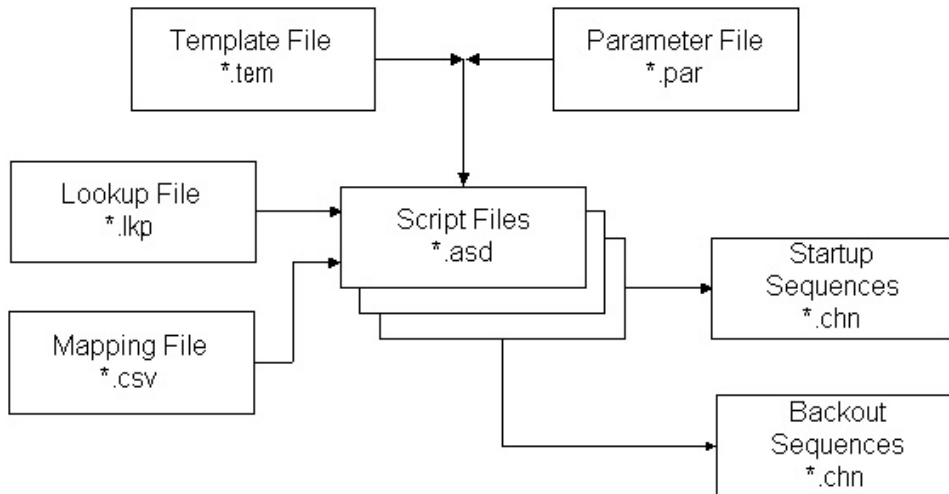 Template File
*.tem
Parameter File
*.par
Lookup File
*.lkp
Script Files
*.asd
Startup
Sequences
*.chn
Mapping File
*.csv
Backout
Sequences
*.chn